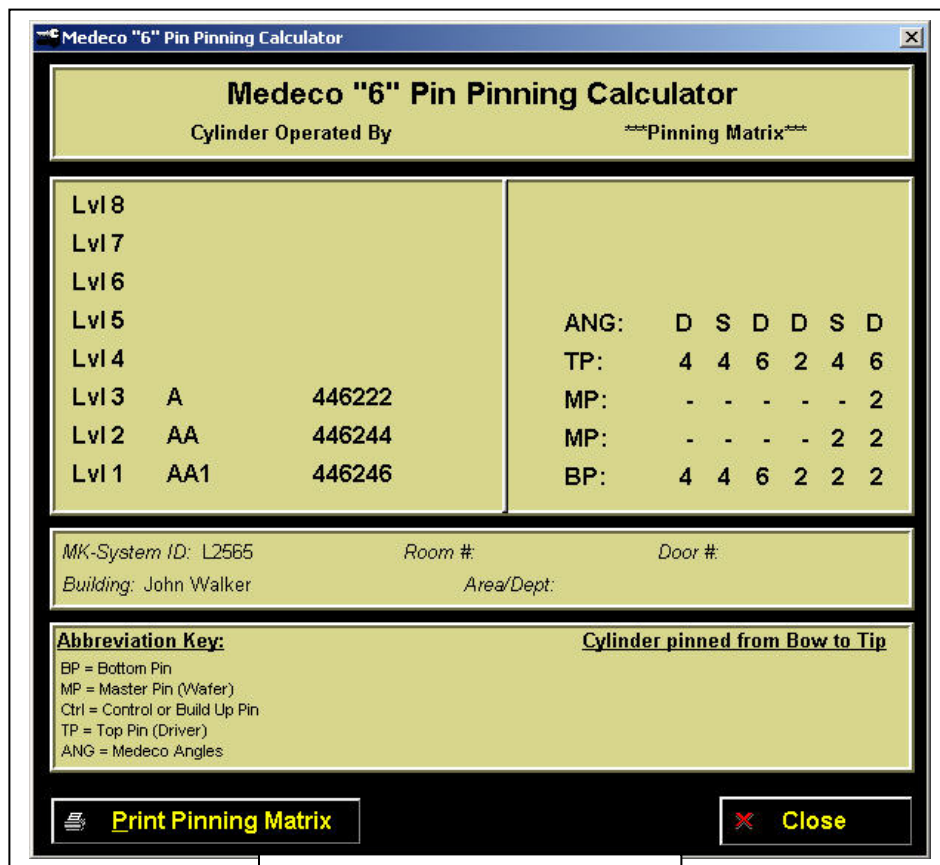 Medeco "6" Pin Pinning Calculator
Medeco "6" Pin Pinning Calculator
Cylinder Operated By ***Pinning Matrix***
Lvl 8
Lvl 7
Lvl 6
Lvl 5
Lvl 4
Lvl 3 A 446222
Lvl 2 AA 446244
Lvl 1 AA1 446246
ANG: D S D D S D
TP: 4 4 6 2 4 6
MP: - - - - - 2
MP: - - - - 2 2
BP: 4 4 6 2 2 2
MK-System ID: L2565 Room #: Door #:
Building: John Walker Area/Dept:
Abbreviation Key: Cylinder pinned from Bow to Tip
BP = Bottom Pin
MP = Master Pin (Wafer)
Ctrl = Control or Build Up Pin
TP = Top Pin (Driver)
ANG = Medeco Angles
Print Pinning Matrix Close